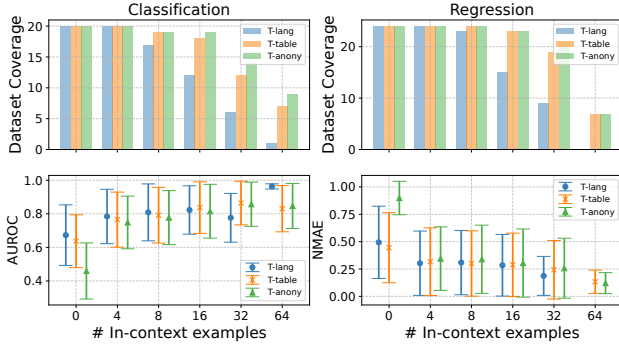 Classification
Dataset Coverage
20
15
10
5
0
T-lang
T-table
T-anony
Regression
Dataset Coverage
20
10
0
T-lang
T-table
T-anony
AUROC
1.0
0.8
0.6
0.4
0 4 8 16 32 64
# In-context examples
T-lang
T-table
T-anony
NMAE
1.00
0.75
0.50
0.25
0.00
0 4 8 16 32 64
# In-context examples
T-lang
T-table
T-anony